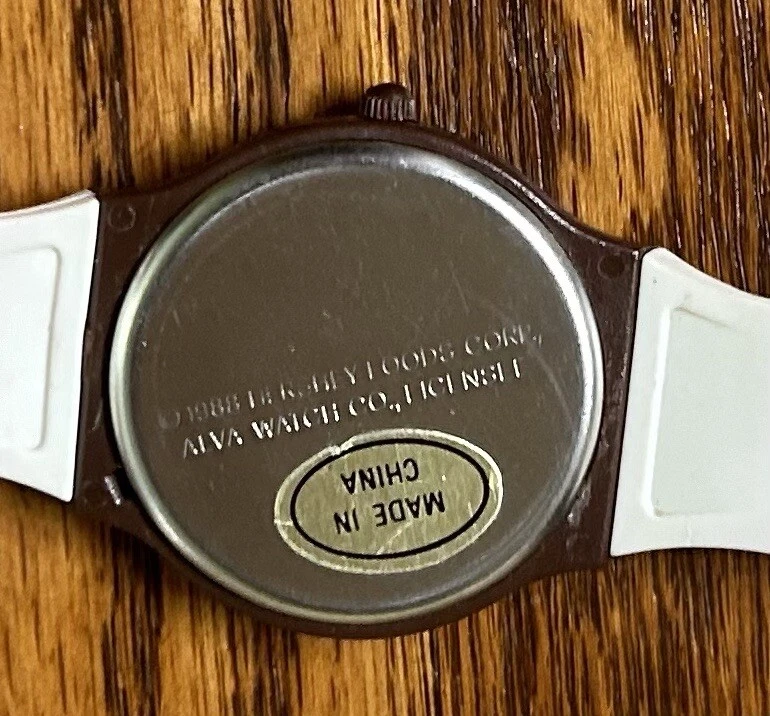 ©1988 HERSHEY FOODS CORP.,
ALVA WATCH CO., LICENSEE
MADE IN
CHINA